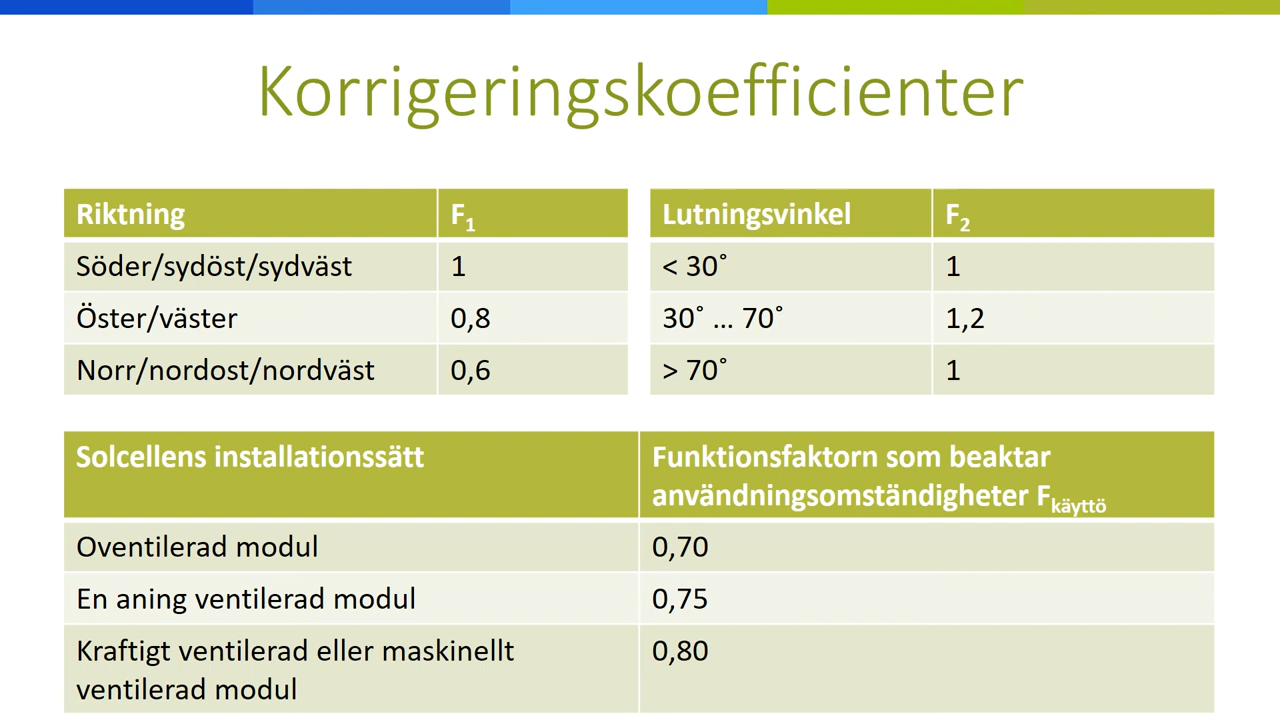 Korrigeringskoefficienter
Riktning F₁
Söder/sydöst/sydväst 1
Öster/väster 0,8
Norr/nordost/nordväst 0,6
Lutningsvinkel F₂
< 30˚ 1
30˚ … 70˚ 1,2
> 70˚ 1
Solcellens installationssätt
Funktionsfaktorn som beaktar
användningsomständigheter Fkäyttö
Oventilerad modul 0,70
En aning ventilerad modul 0,75
Kraftigt ventilerad eller maskinellt 0,80
ventilerad modul